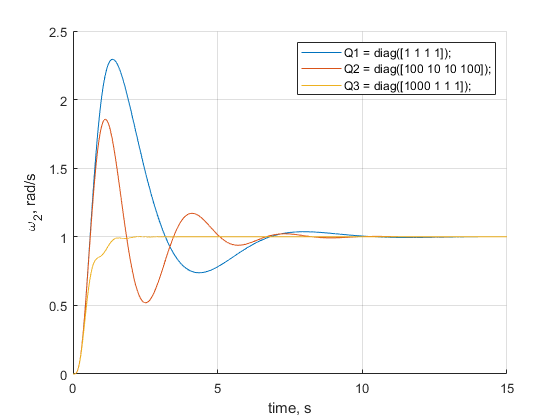 2.5
2
1.5
1
0.5
0
0
5
10
15
ω2, rad/s
time, s
Q1 = diag([1 1 1 1]);
Q2 = diag([100 10 10 100]);
Q3 = diag([1000 1 1 1]);